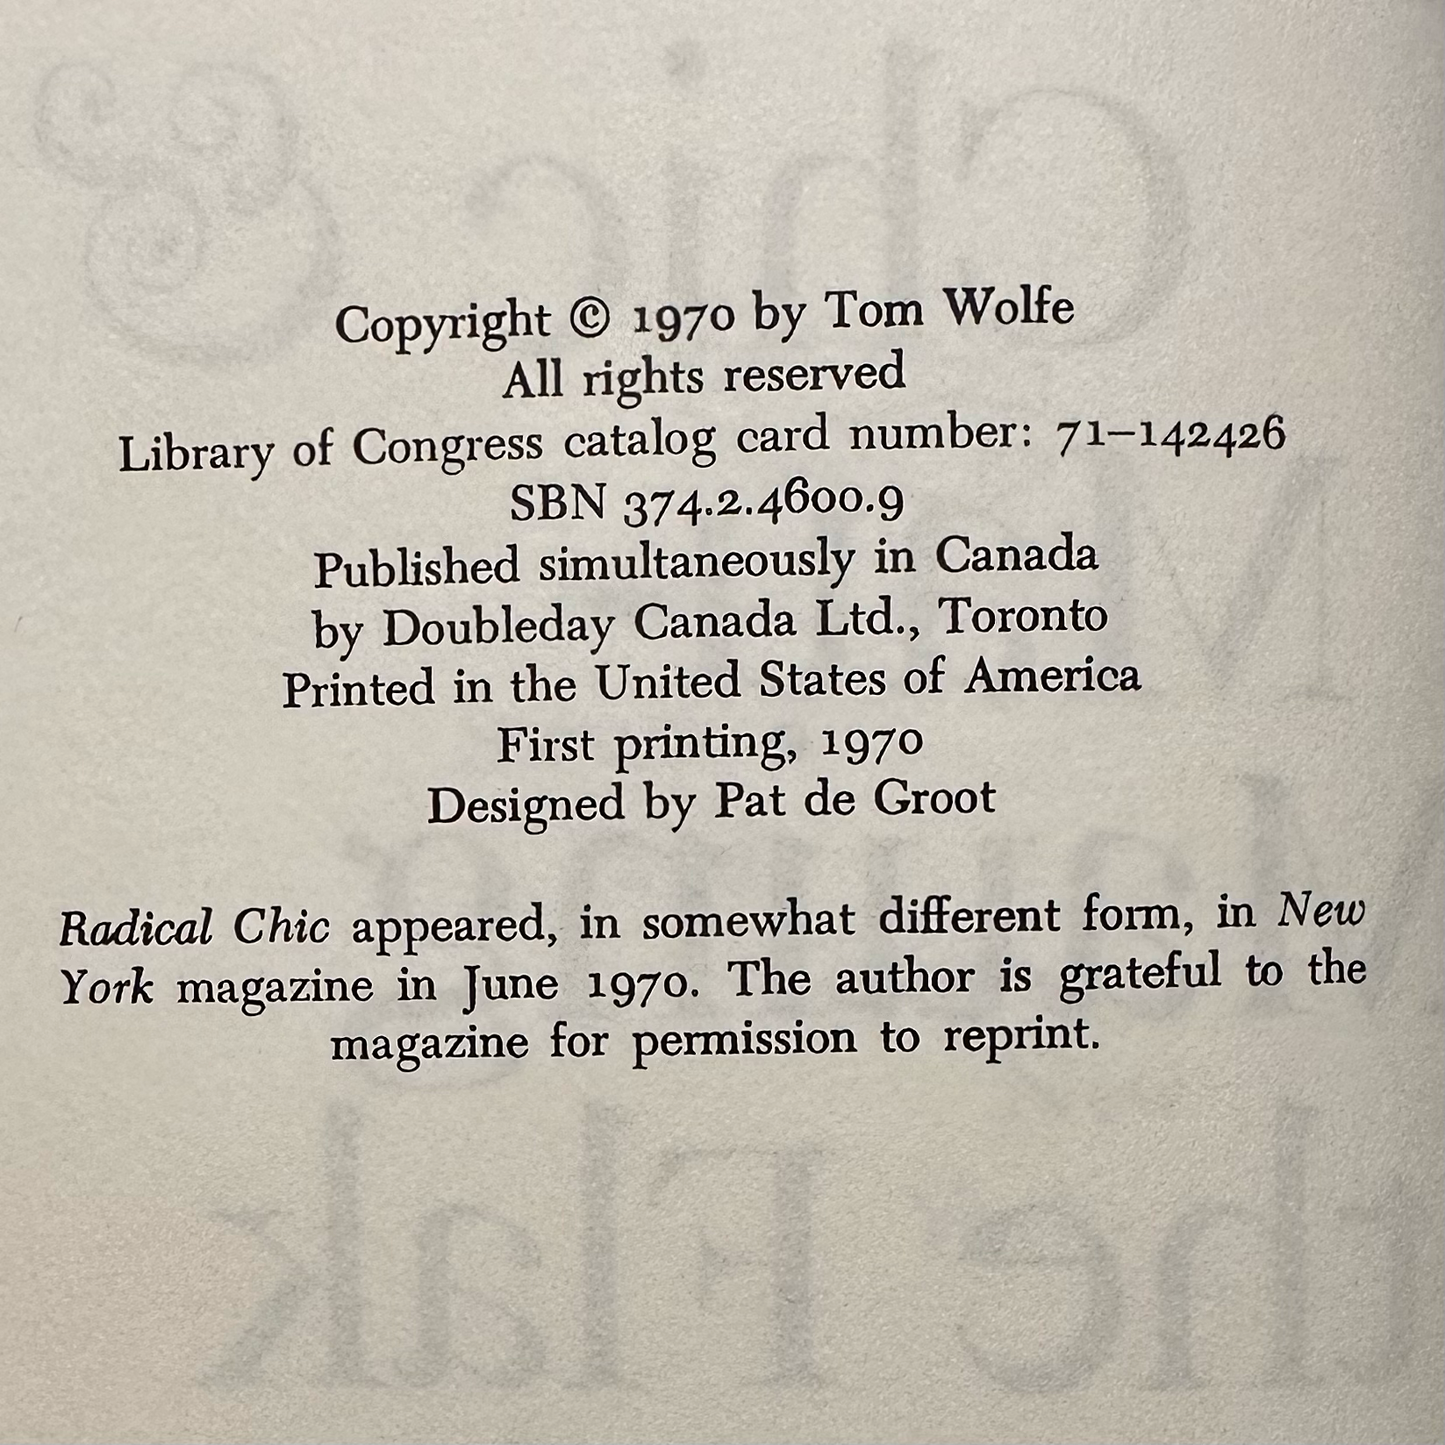 Copyright © 1970 by Tom Wolfe
All rights reserved
Library of Congress catalog card number: 71–142426
SBN 374.2.4600.9
Published simultaneously in Canada
by Doubleday Canada Ltd., Toronto
Printed in the United States of America
First printing, 1970
Designed by Pat de Groot
Radical Chic appeared, in somewhat different form, in New
York magazine in June 1970. The author is grateful to the
magazine for permission to reprint.